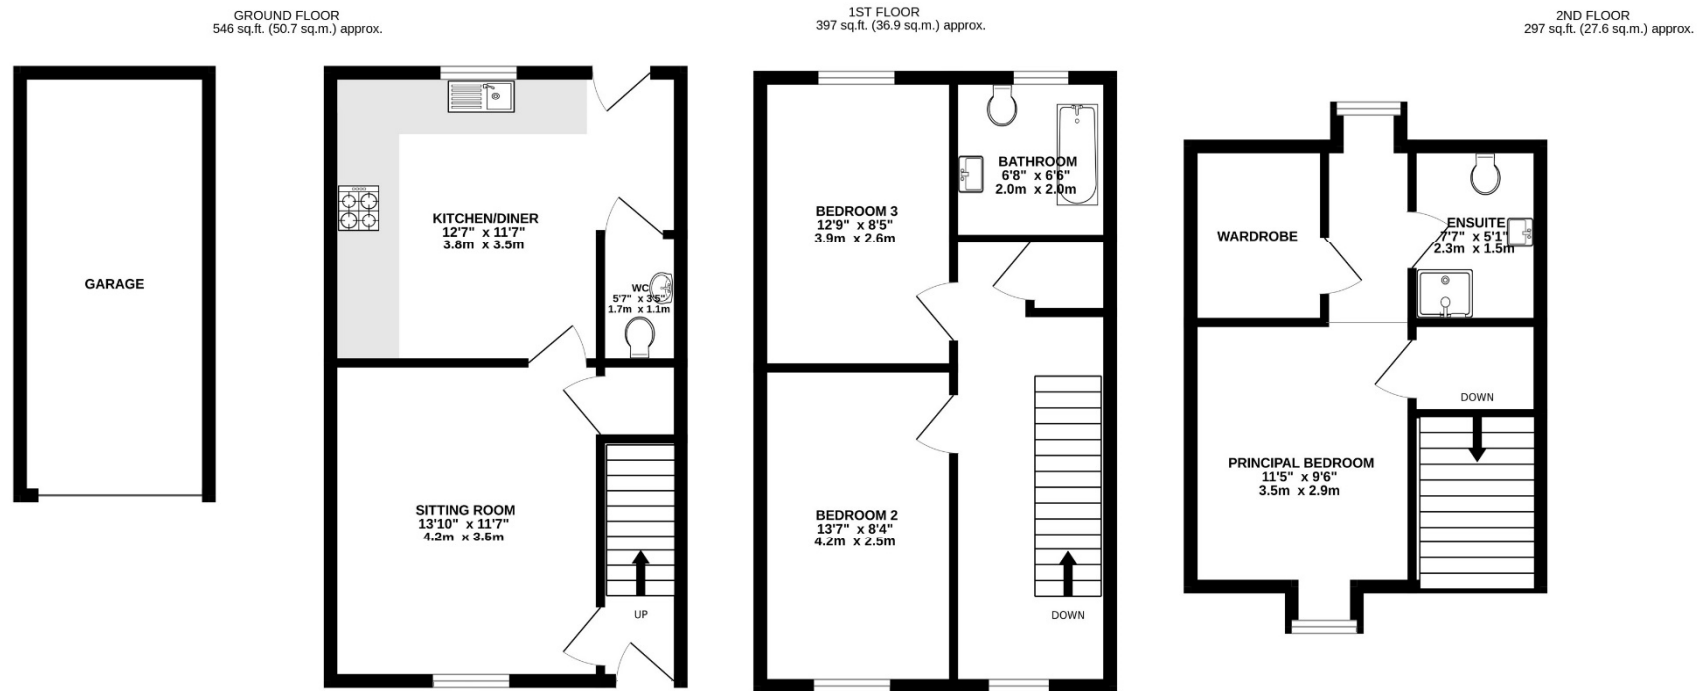 GROUND FLOOR
546 sq.ft. (50.7 sq.m.) approx.
1ST FLOOR
397 sq.ft. (36.9 sq.m.) approx.
2ND FLOOR
297 sq.ft. (27.6 sq.m.) approx.
GARAGE
KITCHEN/DINER
12'7" x 11'7"
3.8m x 3.5m
WC
5'7" x 3'5"
1.7m x 1.1m
SITTING ROOM
13'10" x 11'7"
4.2m x 3.5m
UP
BEDROOM 3
12'9" x 8'5"
3.9m x 2.6m
BATHROOM
6'8" x 6'6"
2.0m x 2.0m
BEDROOM 2
13'7" x 8'4"
4.2m x 2.5m
DOWN
WARDROBE
ENSUITE
7'7" x 5'1"
2.3m x 1.5m
DOWN
PRINCIPAL BEDROOM
11'5" x 9'6"
3.5m x 2.9m